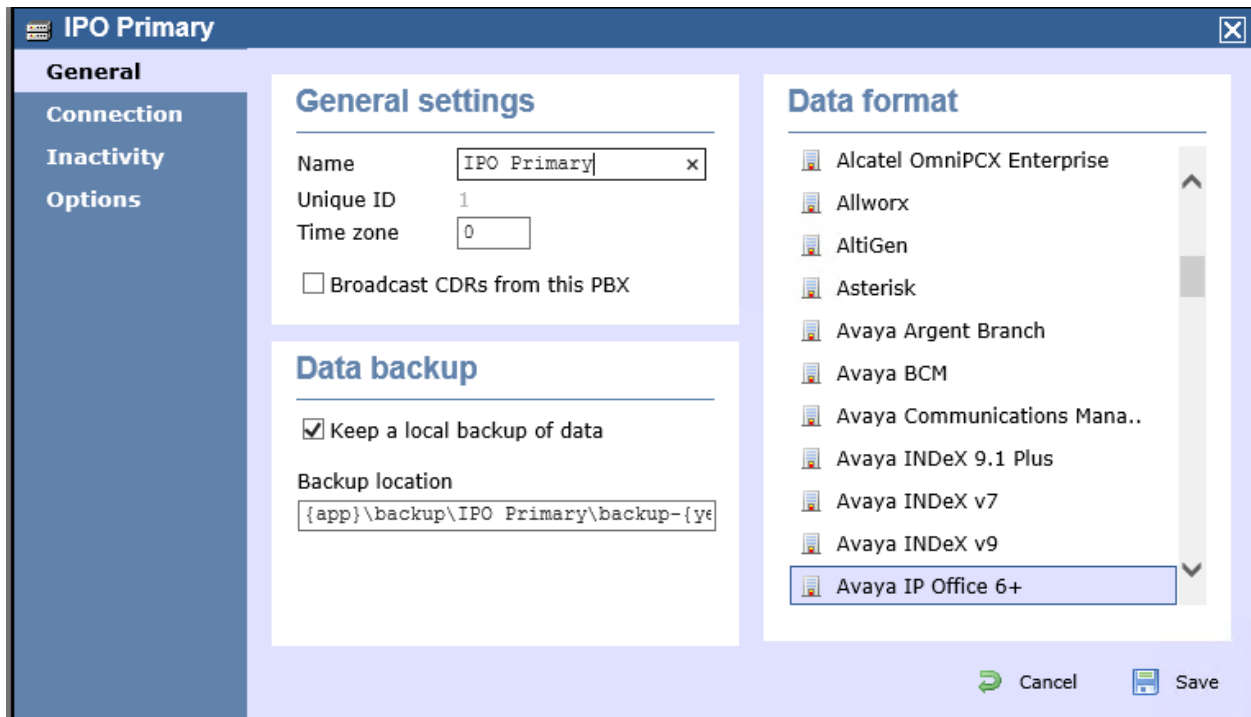 IPO Primary
General
Connection
Inactivity
Options
General settings
Name
IPO Primary
Unique ID
1
Time zone
0
Broadcast CDRs from this PBX
Data backup
Keep a local backup of data
Backup location
{app}\backup\IPO Primary\backup-{ye
Data format
Alcatel OmniPCX Enterprise
Allworx
AltiGen
Asterisk
Avaya Argent Branch
Avaya BCM
Avaya Communications Mana..
Avaya INDeX 9.1 Plus
Avaya INDeX v7
Avaya INDeX v9
Avaya IP Office 6+
Cancel
Save